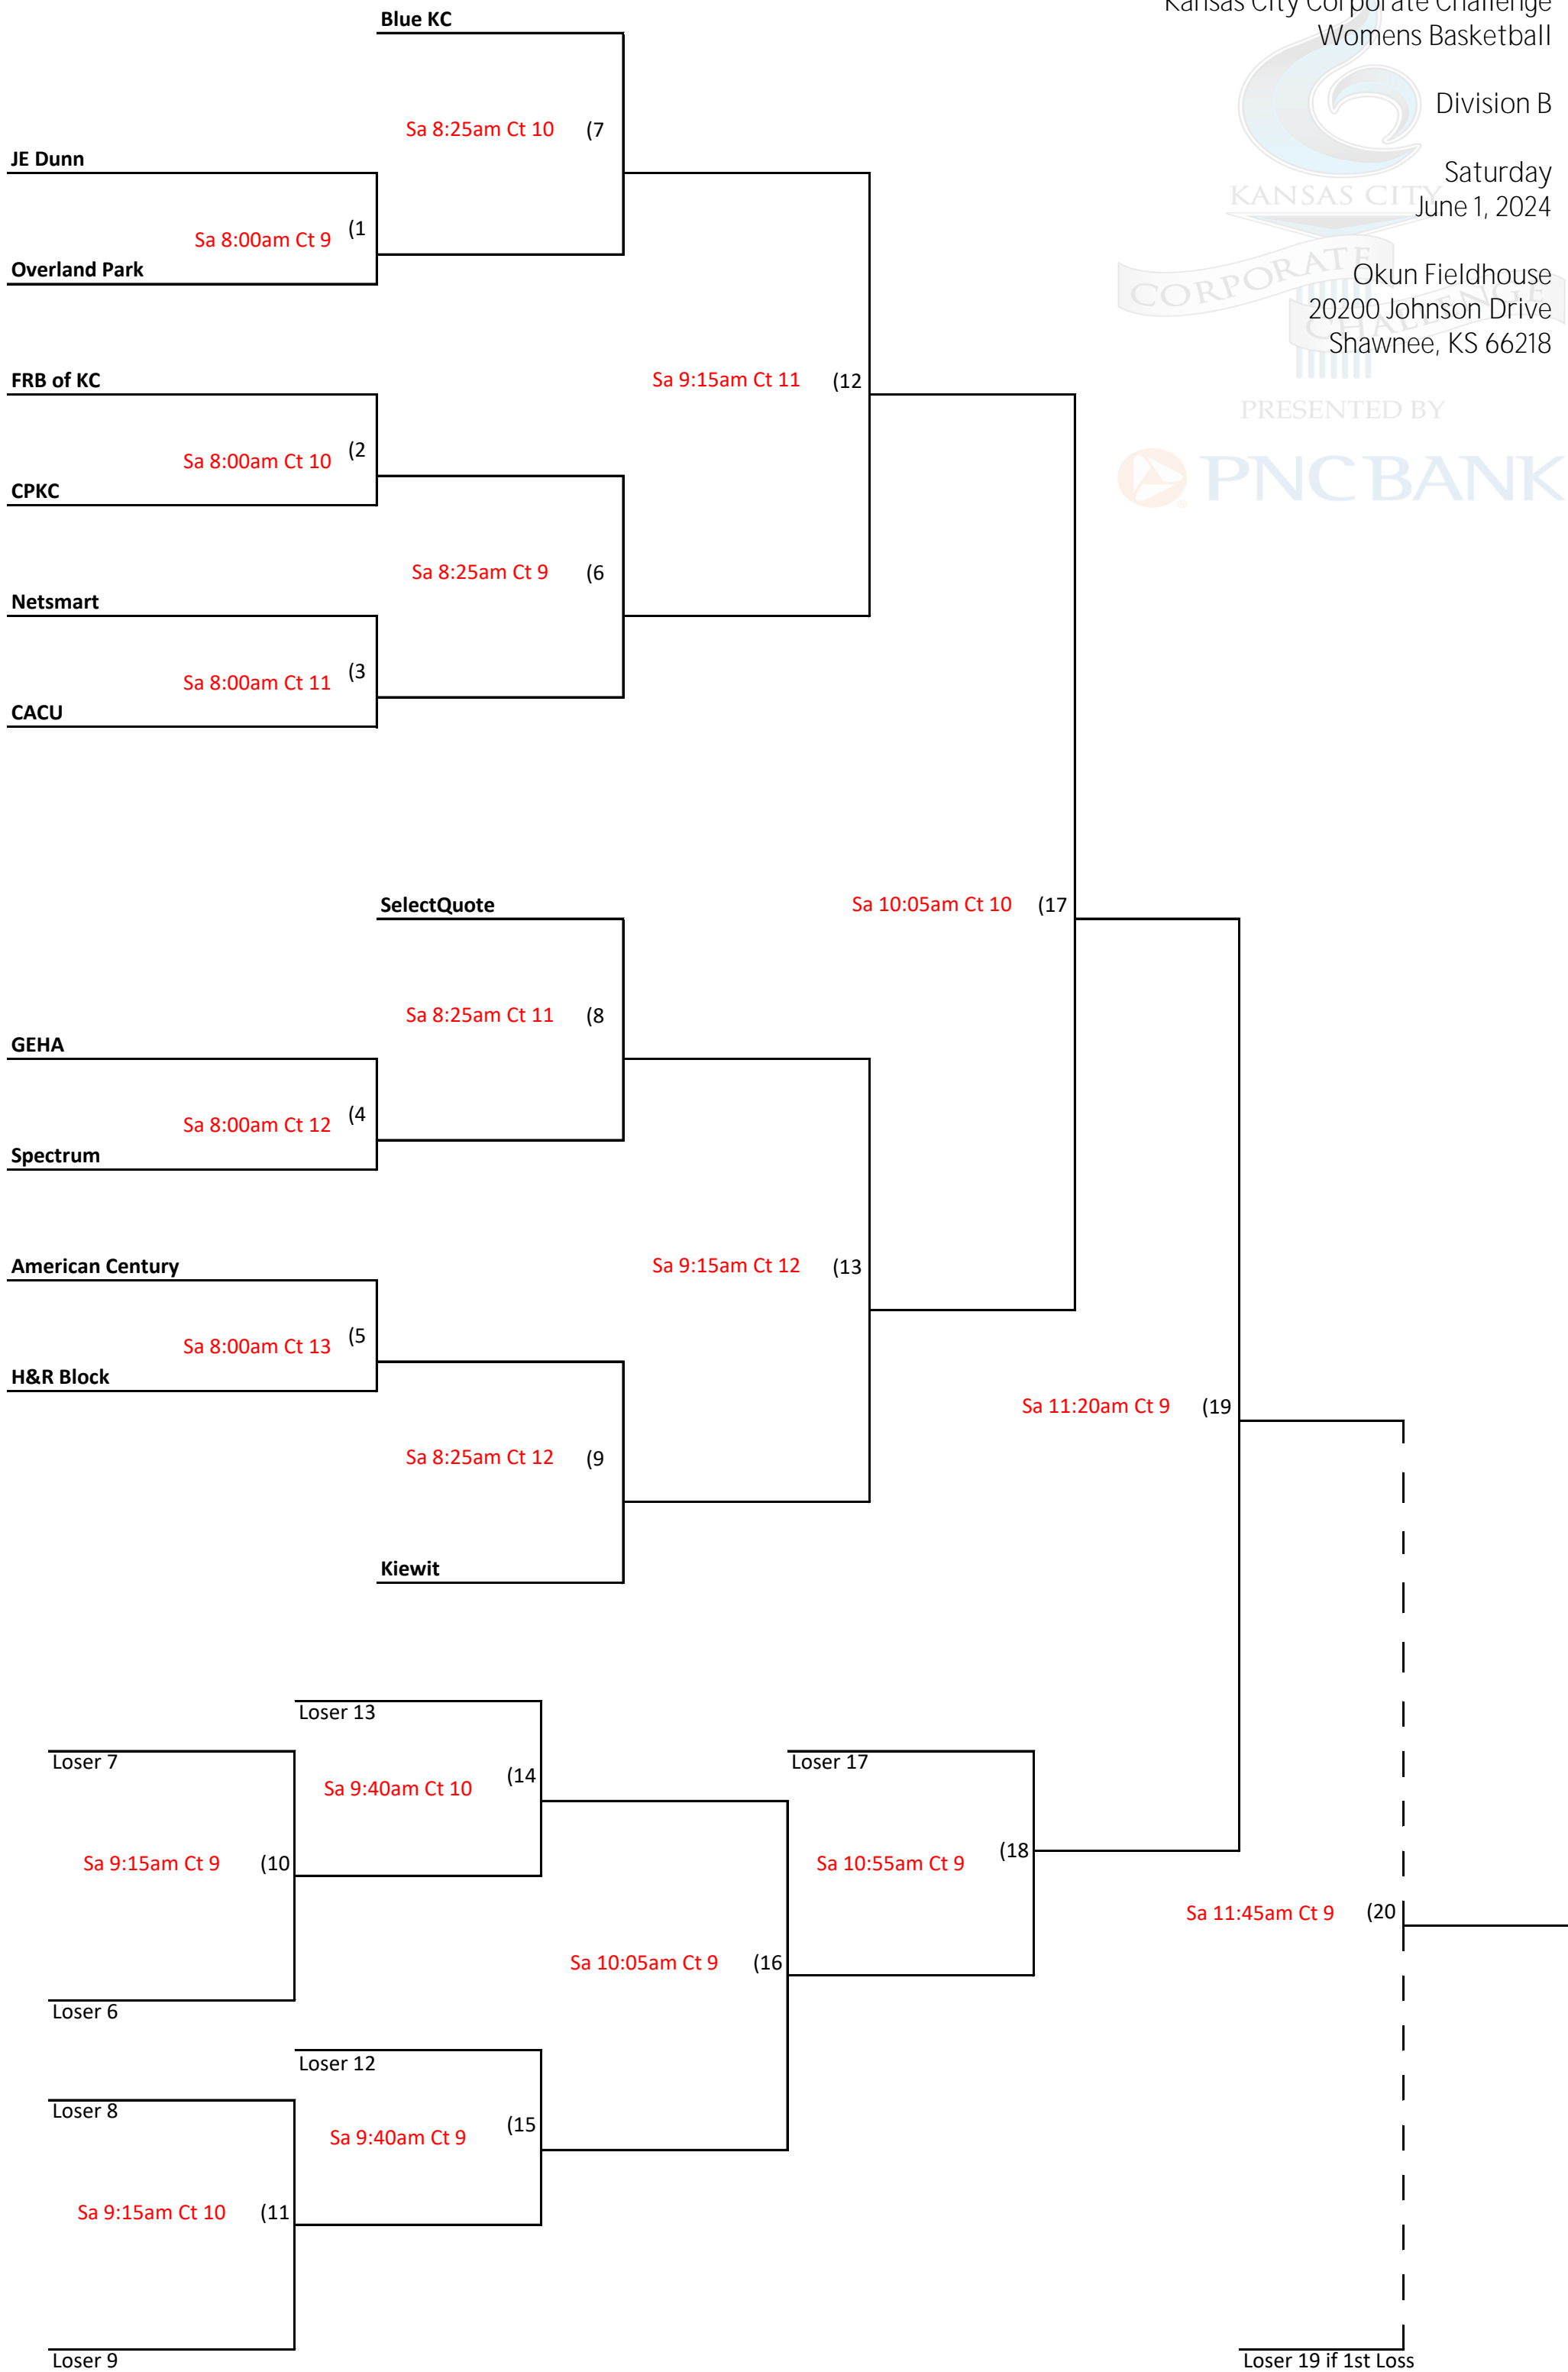 Kansas City Corporate Challenge
Womens Basketball
Division B
Saturday
June 1, 2024
Okun Fieldhouse
20200 Johnson Drive
Shawnee, KS 66218
KANSAS CITY
CORPORATE
CHALLENGE
PRESENTED BY
PNC BANK
Blue KC
Sa 8:25am Ct 10 (7
JE Dunn
Sa 8:00am Ct 9 (1
Overland Park
FRB of KC
Sa 9:15am Ct 11 (12
Sa 8:00am Ct 10 (2
CPKC
Sa 8:25am Ct 9 (6
Netsmart
Sa 8:00am Ct 11 (3
CACU
SelectQuote
Sa 10:05am Ct 10 (17
Sa 8:25am Ct 11 (8
GEHA
Sa 8:00am Ct 12 (4
Spectrum
American Century
Sa 9:15am Ct 12 (13
Sa 8:00am Ct 13 (5
H&R Block
Sa 11:20am Ct 9 (19
Sa 8:25am Ct 12 (9
Kiewit
Loser 13
Loser 7
Loser 17
Sa 9:40am Ct 10 (14
Sa 9:15am Ct 9 (10
Sa 10:55am Ct 9 (18
Sa 11:45am Ct 9 (20
Sa 10:05am Ct 9 (16
Loser 6
Loser 12
Loser 8
Sa 9:40am Ct 9 (15
Sa 9:15am Ct 10 (11
Loser 9
Loser 19 if 1st Loss